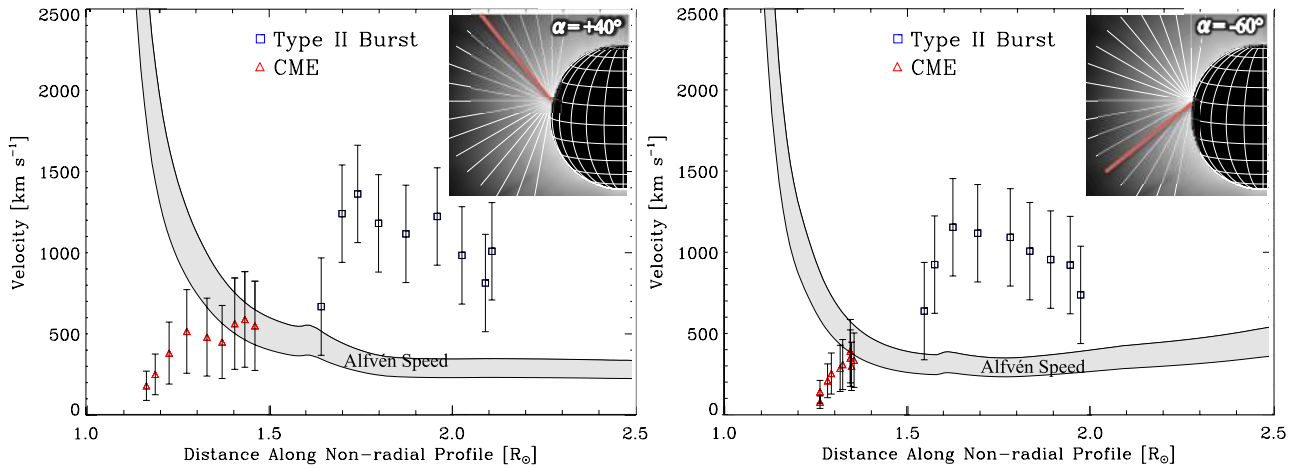 2500
2000
1500
1000
500
0
Velocity [km s⁻¹]
□ Type II Burst
△ CME
α = +40°
Alfvén Speed
1.0 1.5 2.0 2.5
Distance Along Non-radial Profile [R☉]
2500
2000
1500
1000
500
0
Velocity [km s⁻¹]
□ Type II Burst
△ CME
α = -60°
Alfvén Speed
1.0 1.5 2.0 2.5
Distance Along Non-radial Profile [R☉]